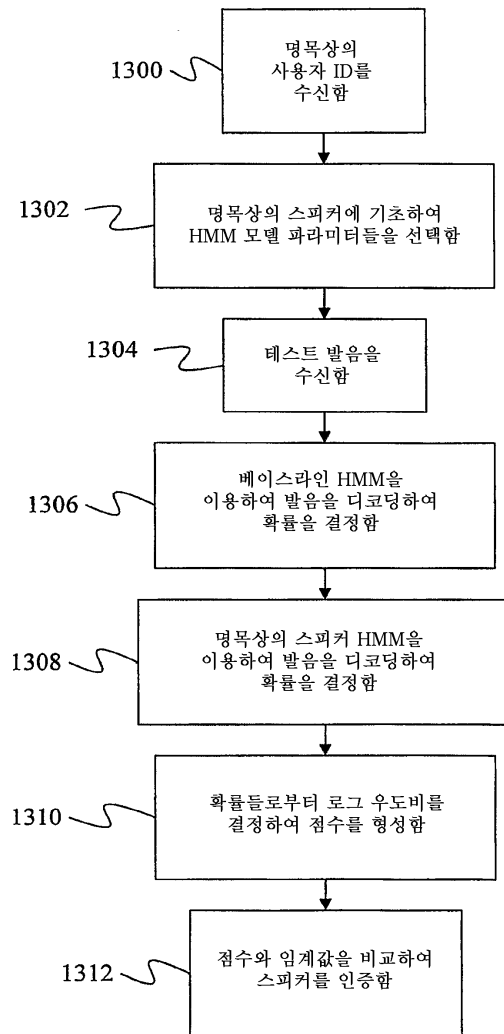 1300
명목상의
사용자 ID를
수신함
1302
명목상의 스피커에 기초하여
HMM 모델 파라미터들을 선택함
1304
테스트 발음을
수신함
1306
베이스라인 HMM을
이용하여 발음을 디코딩하여
확률을 결정함
1308
명목상의 스피커 HMM을
이용하여 발음을 디코딩하여
확률을 결정함
1310
확률들로부터 로그 우도비를
결정하여 점수를 형성함
1312
점수와 임계값을 비교하여
스피커를 인증함